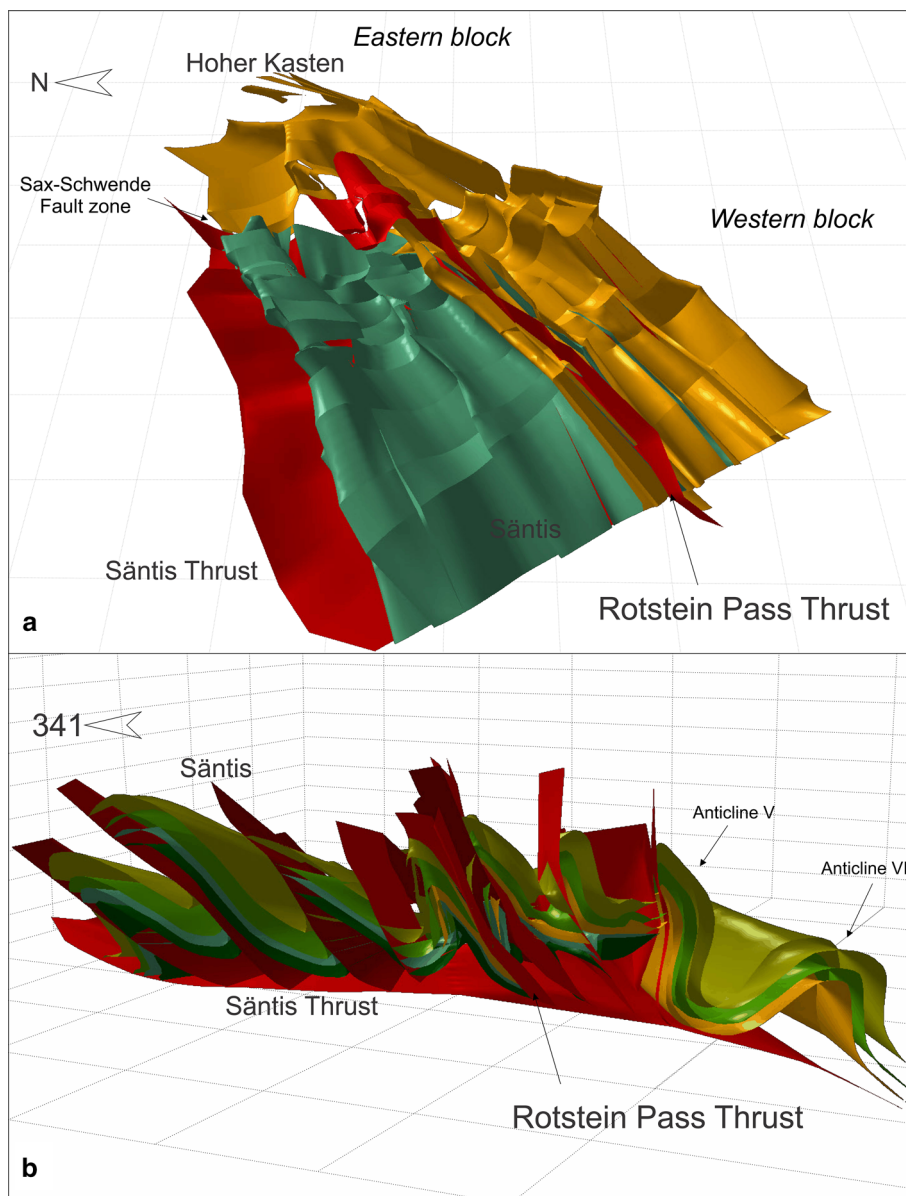 Eastern block
Hoher Kasten
N
Sax-Schwende
Fault zone
Western block
Säntis
Säntis Thrust
Rotstein Pass Thrust
a
341
Säntis
Anticline V
Anticline VI
Säntis Thrust
Rotstein Pass Thrust
b